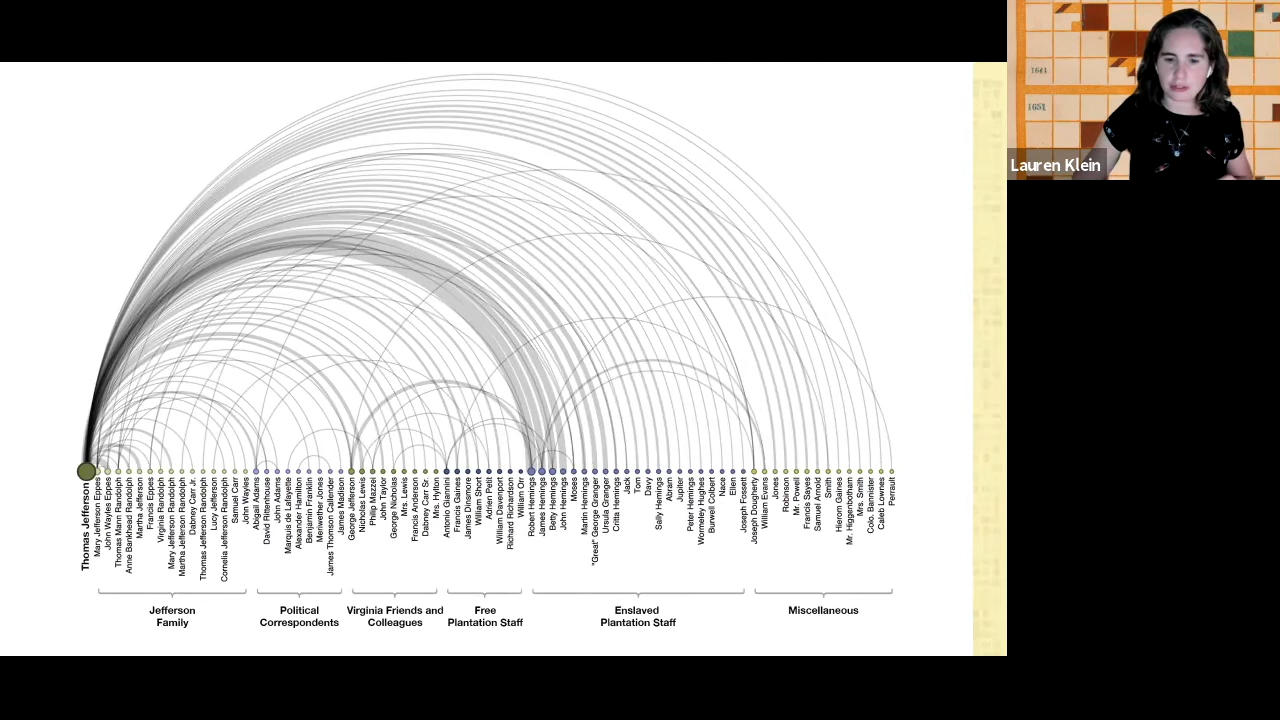 Lauren Klein
1641
1651
Thomas Jefferson
Mary Jefferson Eppes
John Wayles Eppes
Thomas Mann Randolph
Anne Bankhead Randolph
Martha Jefferson
Francis Eppes
Virginia Randolph
Mary Jefferson Randolph
Martha Jefferson Randolph
Dabney Carr Jr.
Thomas Jefferson Randolph
Lucy Jefferson
Cornelia Jefferson Randolph
Samuel Carr
John Wayles
Abigail Adams
David Rittenhouse
John Adams
Marquis de Lafayette
Alexander Hamilton
Benjamin Franklin
Meriwether Jones
James Thomson Callender
James Madison
George Jefferson
Nicholas Lewis
Philip Mazzei
John Taylor
George Nicholas
Mrs. Lewis
Francis Anderson
Dabney Carr Sr.
Mrs. Hylton
Antonio Giannini
Francis Gaines
James Dinsmore
William Stewart
Adrien Petit
William Davenport
Richard Richardson
William Orr
Robert Hemings
James Hemings
Betsy Hemings
John Hemings
Moses
Martin Hemings
"Great" George Granger
Ursula Granger
Critta Hemings
Jack
Tom
Davy
Sally Hemings
Abram
Jupiter
Peter Hemings
Wormley Hughes
Burwell Colbert
Nace
Ellen
Joseph Fossett
Joseph Dougherty
William Evans
Jones
Robinson
Mr. Powell
Francis Sayes
Samuel Arnold
Smith
Hierom Gaines
Mr. Higgenbotham
Mrs. Smith
Colo. Banister
Caleb Lownes
Perrault
Jefferson
Family
Political
Correspondents
Virginia Friends and
Colleagues
Free
Plantation Staff
Enslaved
Plantation Staff
Miscellaneous